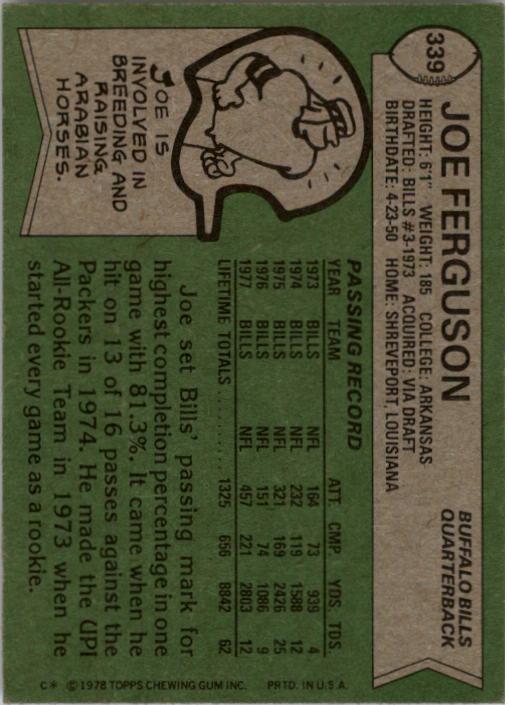 339
JOE FERGUSON
BUFFALO BILLS
QUARTERBACK
HEIGHT: 6'1" WEIGHT: 185 COLLEGE: ARKANSAS
DRAFTED: BILLS #3-1973 ACQUIRED: VIA DRAFT
BIRTHDATE: 4-23-50 HOME: SHREVEPORT, LOUISIANA
JOE IS
INVOLVED IN
BREEDING AND
RAISING
ARABIAN
HORSES.
PASSING RECORD
YEAR TEAM ATT. CMP. YDS. TDS.
1973 BILLS NFL 164 73 939 4
1974 BILLS NFL 232 119 1588 12
1975 BILLS NFL 321 169 2426 25
1976 BILLS NFL 151 74 1086 9
1977 BILLS NFL 457 221 2803 12
LIFETIME TOTALS .......... 1325 656 8842 62
Joe set Bills' passing mark for
highest completion percentage in one
game with 81.3%. It came when he
hit on 13 of 16 passes against the
Packers in 1974. He made the UPI
All-Rookie Team in 1973 when he
started every game as a rookie.
C* © 1978 TOPPS CHEWING GUM INC. PRTD. IN U.S.A.